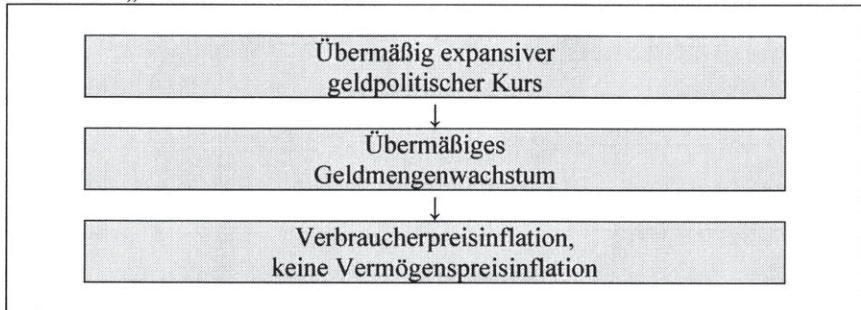 „
Übermäßig expansiver
geldpolitischer Kurs
↓
Übermäßiges
Geldmengenwachstum
↓
Verbraucherpreisinflation,
keine Vermögenspreisinflation